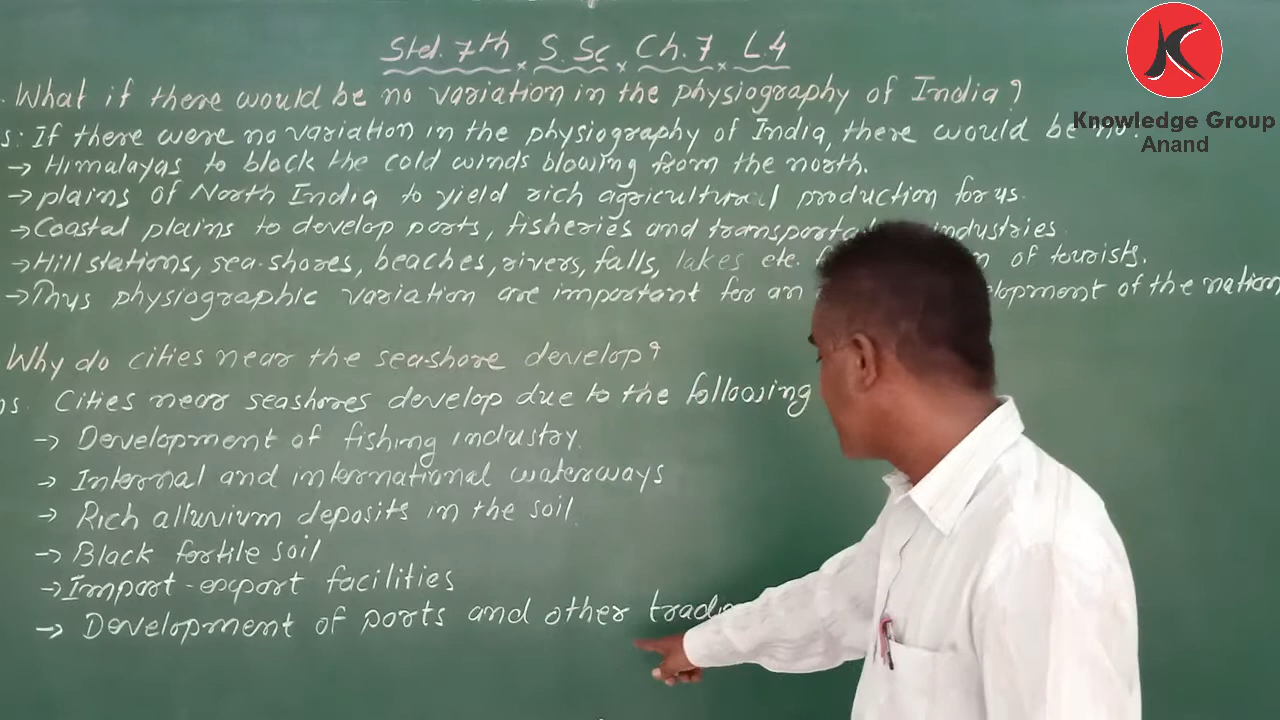 Std. 7th × S.Sc × Ch.7 × L.4
What if there would be no variation in the physiography of India?
s: If there were no variation in the physiography of India, there would be no.
→ Himalayas to block the cold winds blowing from the north.
→ plains of North India to yield rich agricultural production for us.
→ Coastal plains to develop ports, fisheries and industries
→ Hill stations, sea-shores, beaches, rivers, falls, lakes etc. of tourists.
→ Thus physiographic variation are important for an of the nation
Why do cities near the seashore develop?
ns. Cities near seashores develop due to the following
→ Development of fishing industry.
→ Internal and international waterways
→ Rich alluvium deposits in the soil.
→ Black fertile soil
→ Import-export facilities
→ Development of ports and other
K
Knowledge Group
Anand